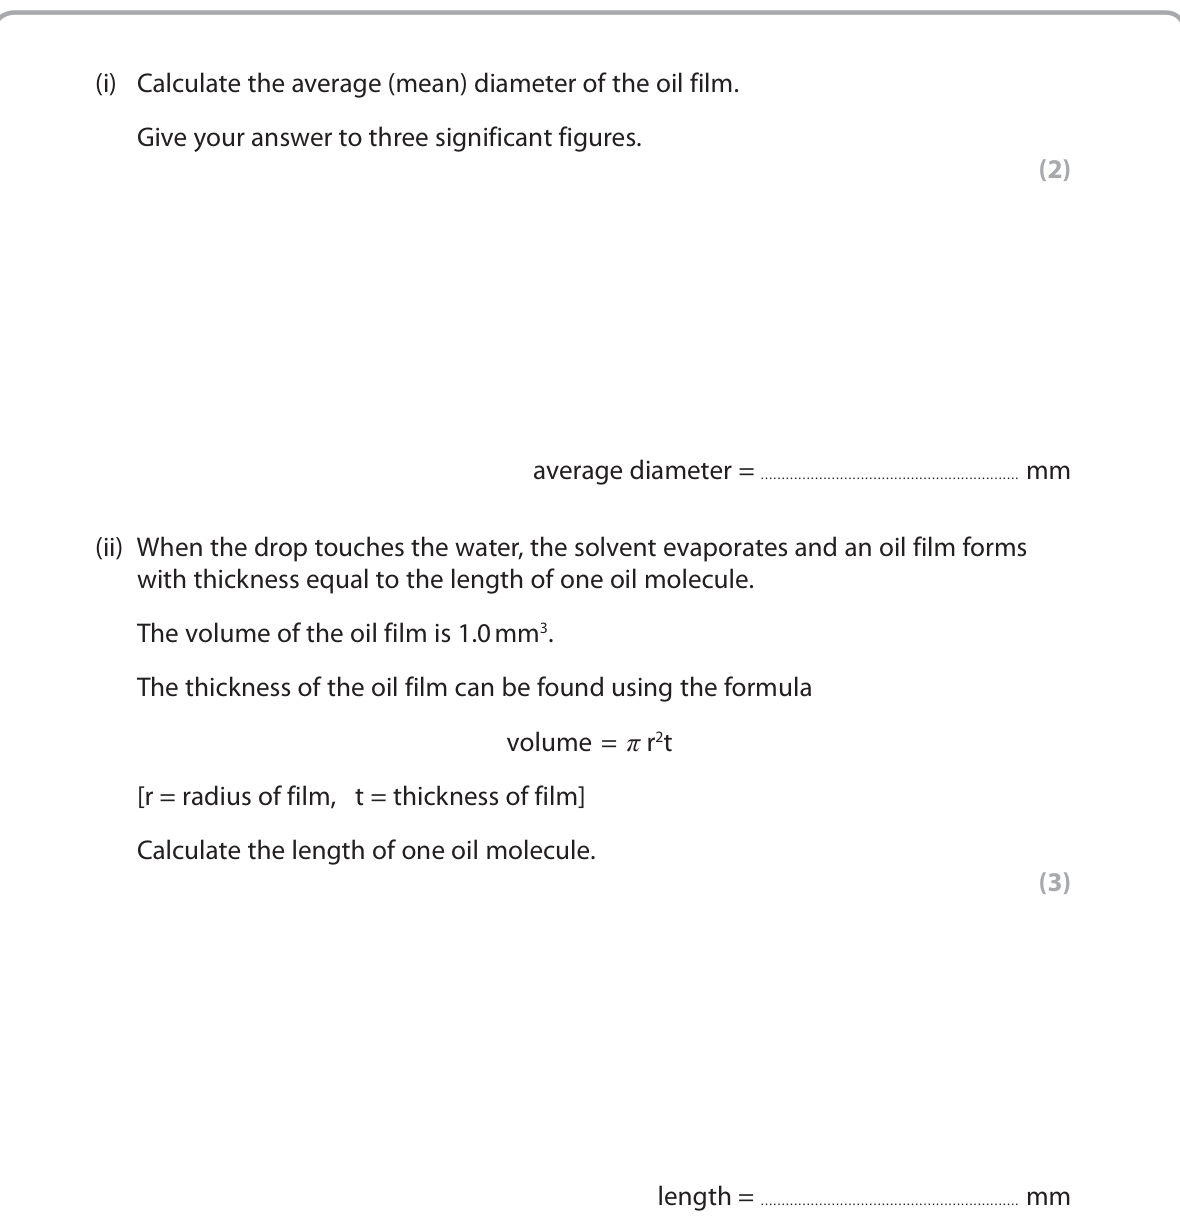 (i) Calculate the average (mean) diameter of the oil film.
Give your answer to three significant figures.
(2)
average diameter = ............................................................... mm
(ii) When the drop touches the water, the solvent evaporates and an oil film forms
with thickness equal to the length of one oil molecule.
The volume of the oil film is 1.0 mm³.
The thickness of the oil film can be found using the formula
volume = π r²t
[r = radius of film, t = thickness of film]
Calculate the length of one oil molecule.
(3)
length = ............................................................... mm